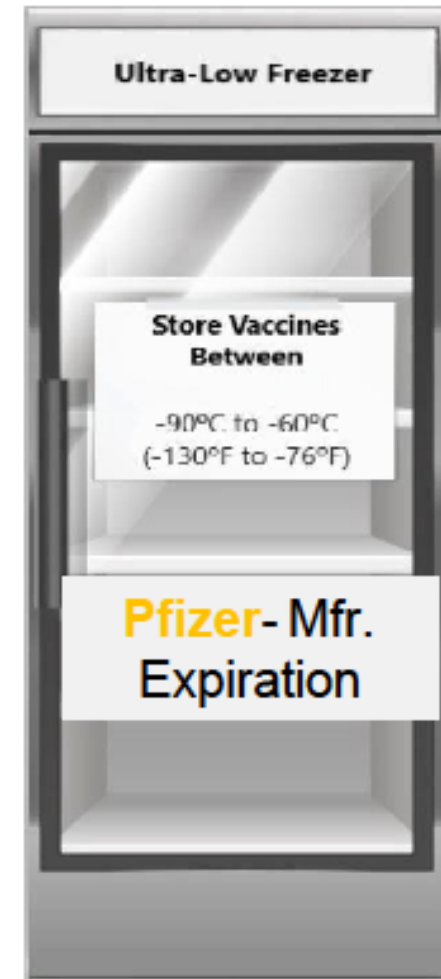 Ultra-Low Freezer
Store Vaccines
Between
-90°C to -60°C
(-130°F to -76°F)
Pfizer- Mfr.
Expiration